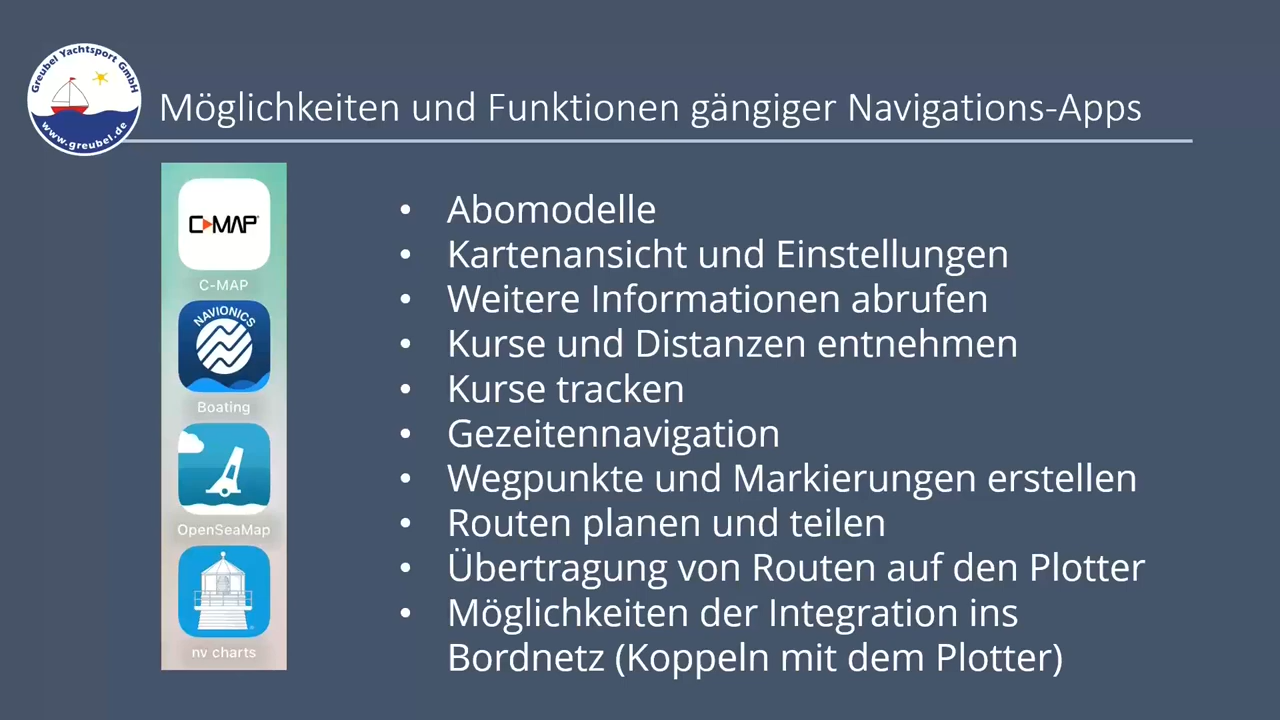 Greubel Yachtsport GmbH
www.greubel.de
Möglichkeiten und Funktionen gängiger Navigations-Apps
C-MAP
C-MAP
NAVIONICS
Boating
OpenSeaMap
nv charts
• Abomodelle
• Kartenansicht und Einstellungen
• Weitere Informationen abrufen
• Kurse und Distanzen entnehmen
• Kurse tracken
• Gezeitennavigation
• Wegpunkte und Markierungen erstellen
• Routen planen und teilen
• Übertragung von Routen auf den Plotter
• Möglichkeiten der Integration ins
Bordnetz (Koppeln mit dem Plotter)